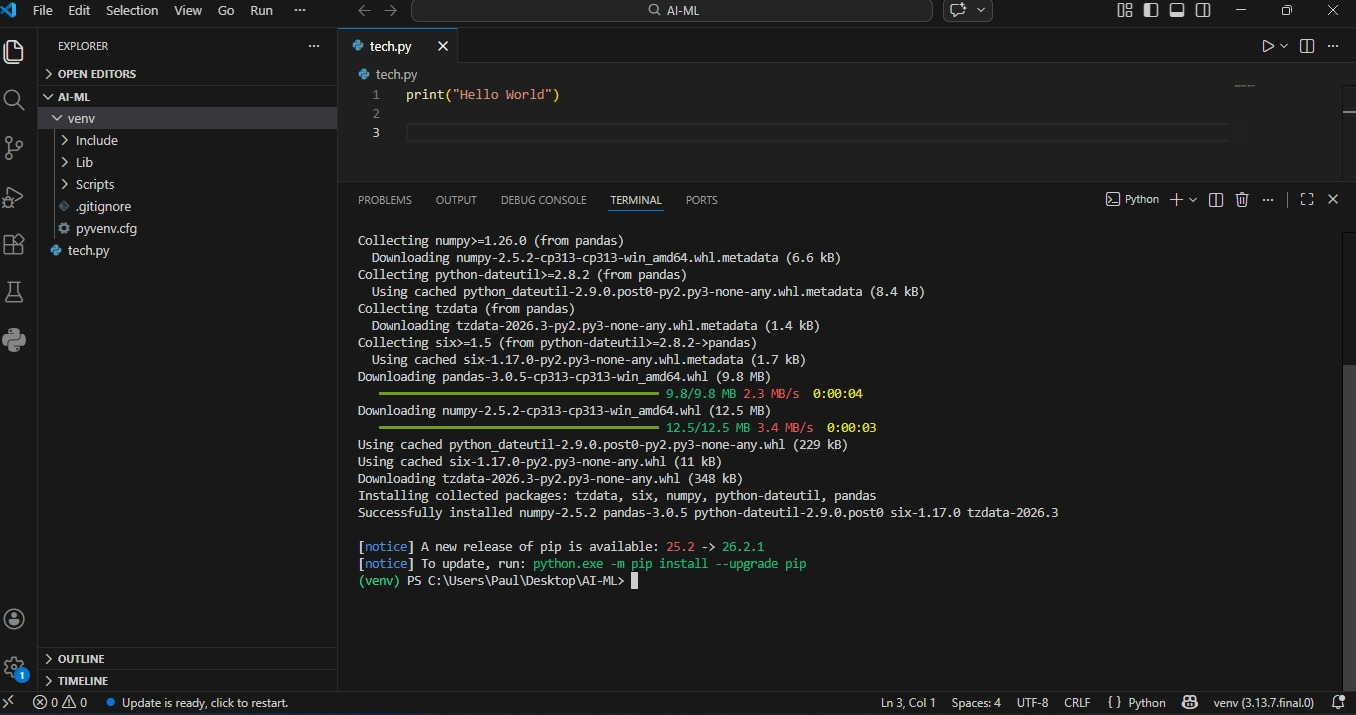 File Edit Selection View Go Run ··· AI-ML
EXPLORER ···
OPEN EDITORS
AI-ML
venv
Include
Lib
Scripts
.gitignore
pyvenv.cfg
tech.py
OUTLINE
TIMELINE
tech.py
tech.py
1 print("Hello World")
2
3
PROBLEMS OUTPUT DEBUG CONSOLE TERMINAL PORTS Python
Collecting numpy>=1.26.0 (from pandas)
Downloading numpy-2.5.2-cp313-cp313-win_amd64.whl.metadata (6.6 kB)
Collecting python-dateutil>=2.8.2 (from pandas)
Using cached python_dateutil-2.9.0.post0-py2.py3-none-any.whl.metadata (8.4 kB)
Collecting tzdata (from pandas)
Downloading tzdata-2026.3-py2.py3-none-any.whl.metadata (1.4 kB)
Collecting six>=1.5 (from python-dateutil>=2.8.2->pandas)
Using cached six-1.17.0-py2.py3-none-any.whl.metadata (1.7 kB)
Downloading pandas-3.0.5-cp313-cp313-win_amd64.whl (9.8 MB)
9.8/9.8 MB 2.3 MB/s 0:00:04
Downloading numpy-2.5.2-cp313-cp313-win_amd64.whl (12.5 MB)
12.5/12.5 MB 3.4 MB/s 0:00:03
Using cached python_dateutil-2.9.0.post0-py2.py3-none-any.whl (229 kB)
Using cached six-1.17.0-py2.py3-none-any.whl (11 kB)
Downloading tzdata-2026.3-py2.py3-none-any.whl (348 kB)
Installing collected packages: tzdata, six, numpy, python-dateutil, pandas
Successfully installed numpy-2.5.2 pandas-3.0.5 python-dateutil-2.9.0.post0 six-1.17.0 tzdata-2026.3
[notice] A new release of pip is available: 25.2 -> 26.2.1
[notice] To update, run: python.exe -m pip install --upgrade pip
(venv) PS C:\Users\Paul\Desktop\AI-ML>
1
0 0 Update is ready, click to restart. Ln 3, Col 1 Spaces: 4 UTF-8 CRLF { } Python venv (3.13.7.final.0)